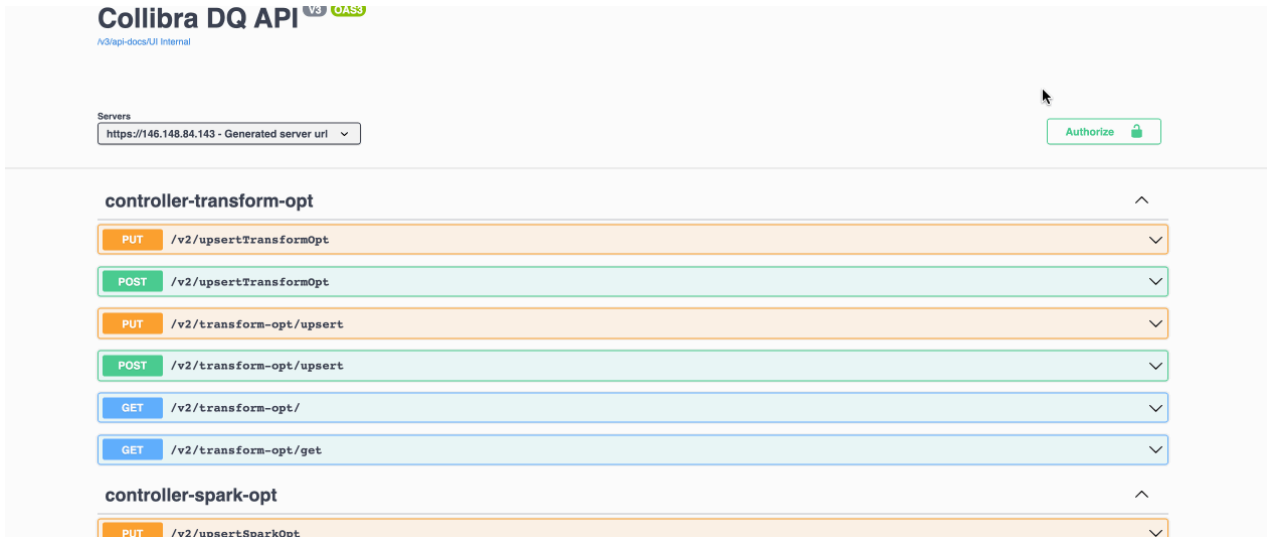 Collibra DQ API V3 OAS3
/v3/api-docs/UI Internal
Servers
https://146.148.84.143 - Generated server url
Authorize
controller-transform-opt
PUT /v2/upsertTransformOpt
POST /v2/upsertTransformOpt
PUT /v2/transform-opt/upsert
POST /v2/transform-opt/upsert
GET /v2/transform-opt/
GET /v2/transform-opt/get
controller-spark-opt
PUT /v2/upsertSparkOpt